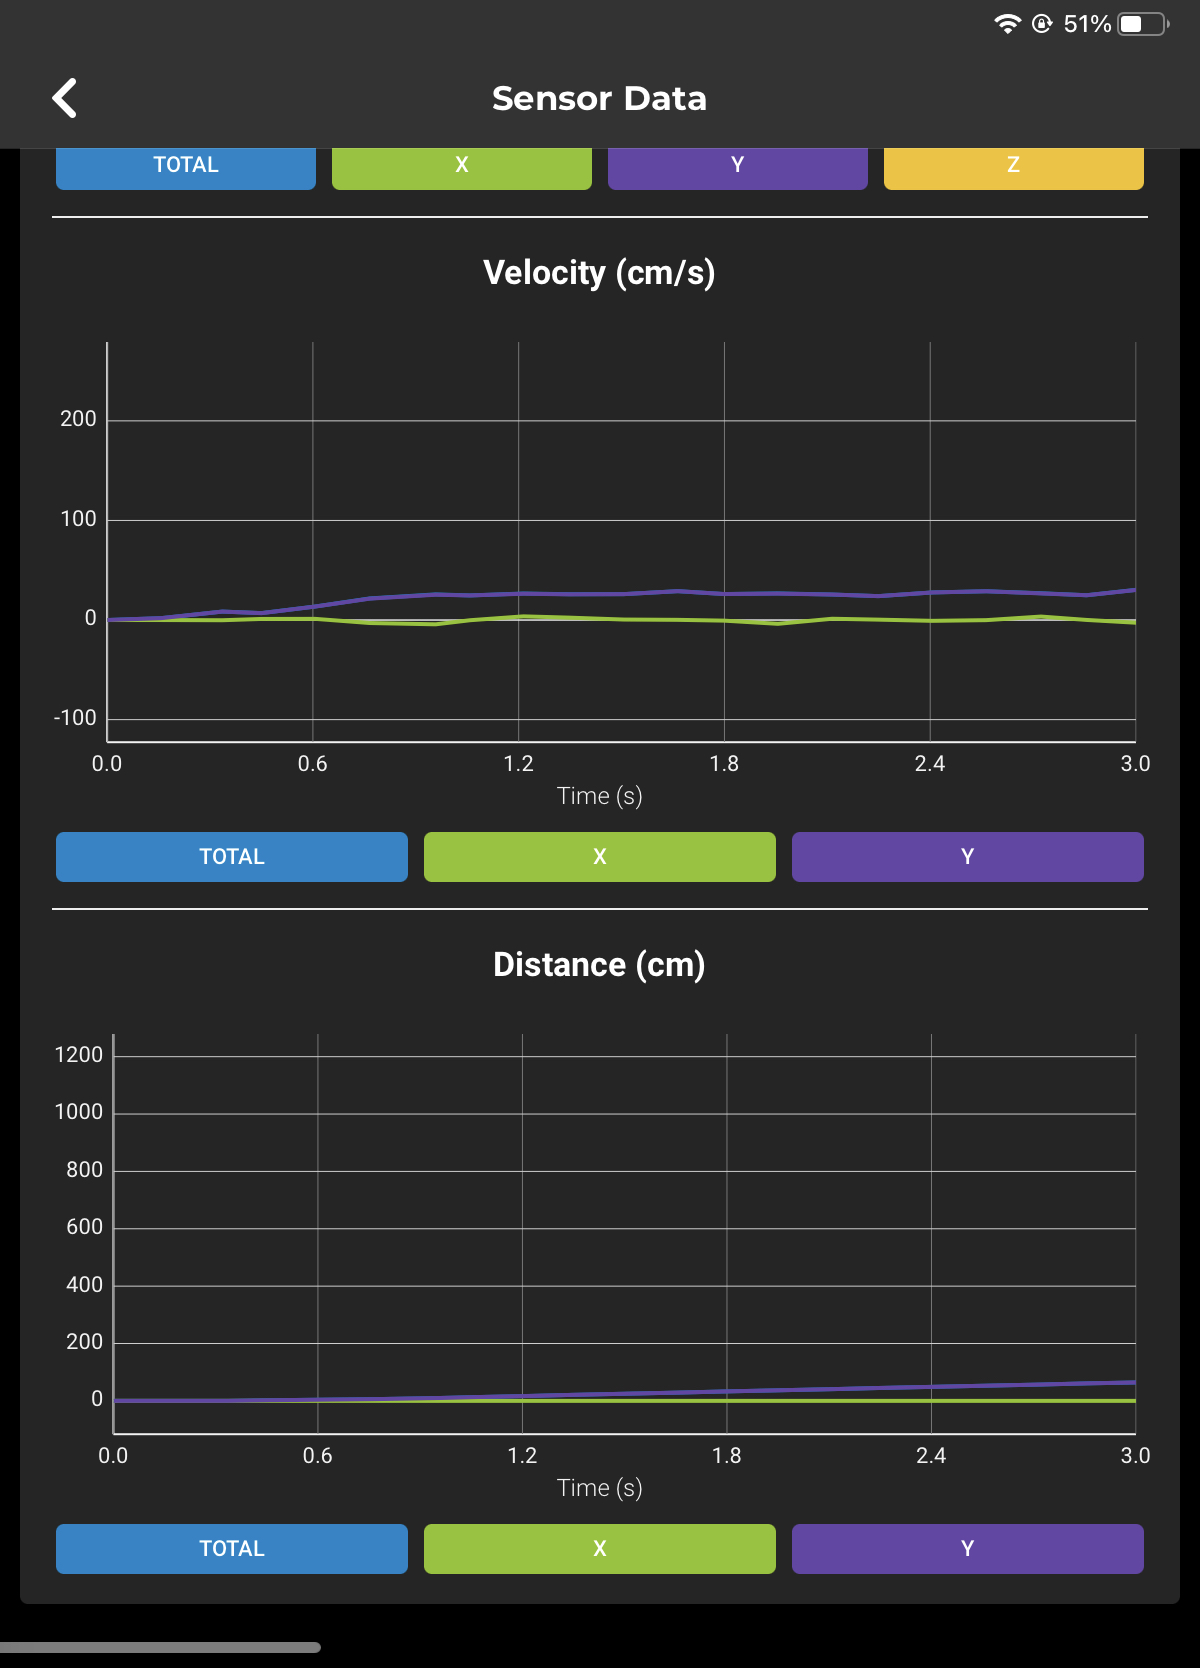 51%
Sensor Data
TOTAL X Y Z
Velocity (cm/s)
200
100
0
-100
0.0 0.6 1.2 1.8 2.4 3.0
Time (s)
TOTAL X Y
Distance (cm)
1200
1000
800
600
400
200
0
0.0 0.6 1.2 1.8 2.4 3.0
Time (s)
TOTAL X Y